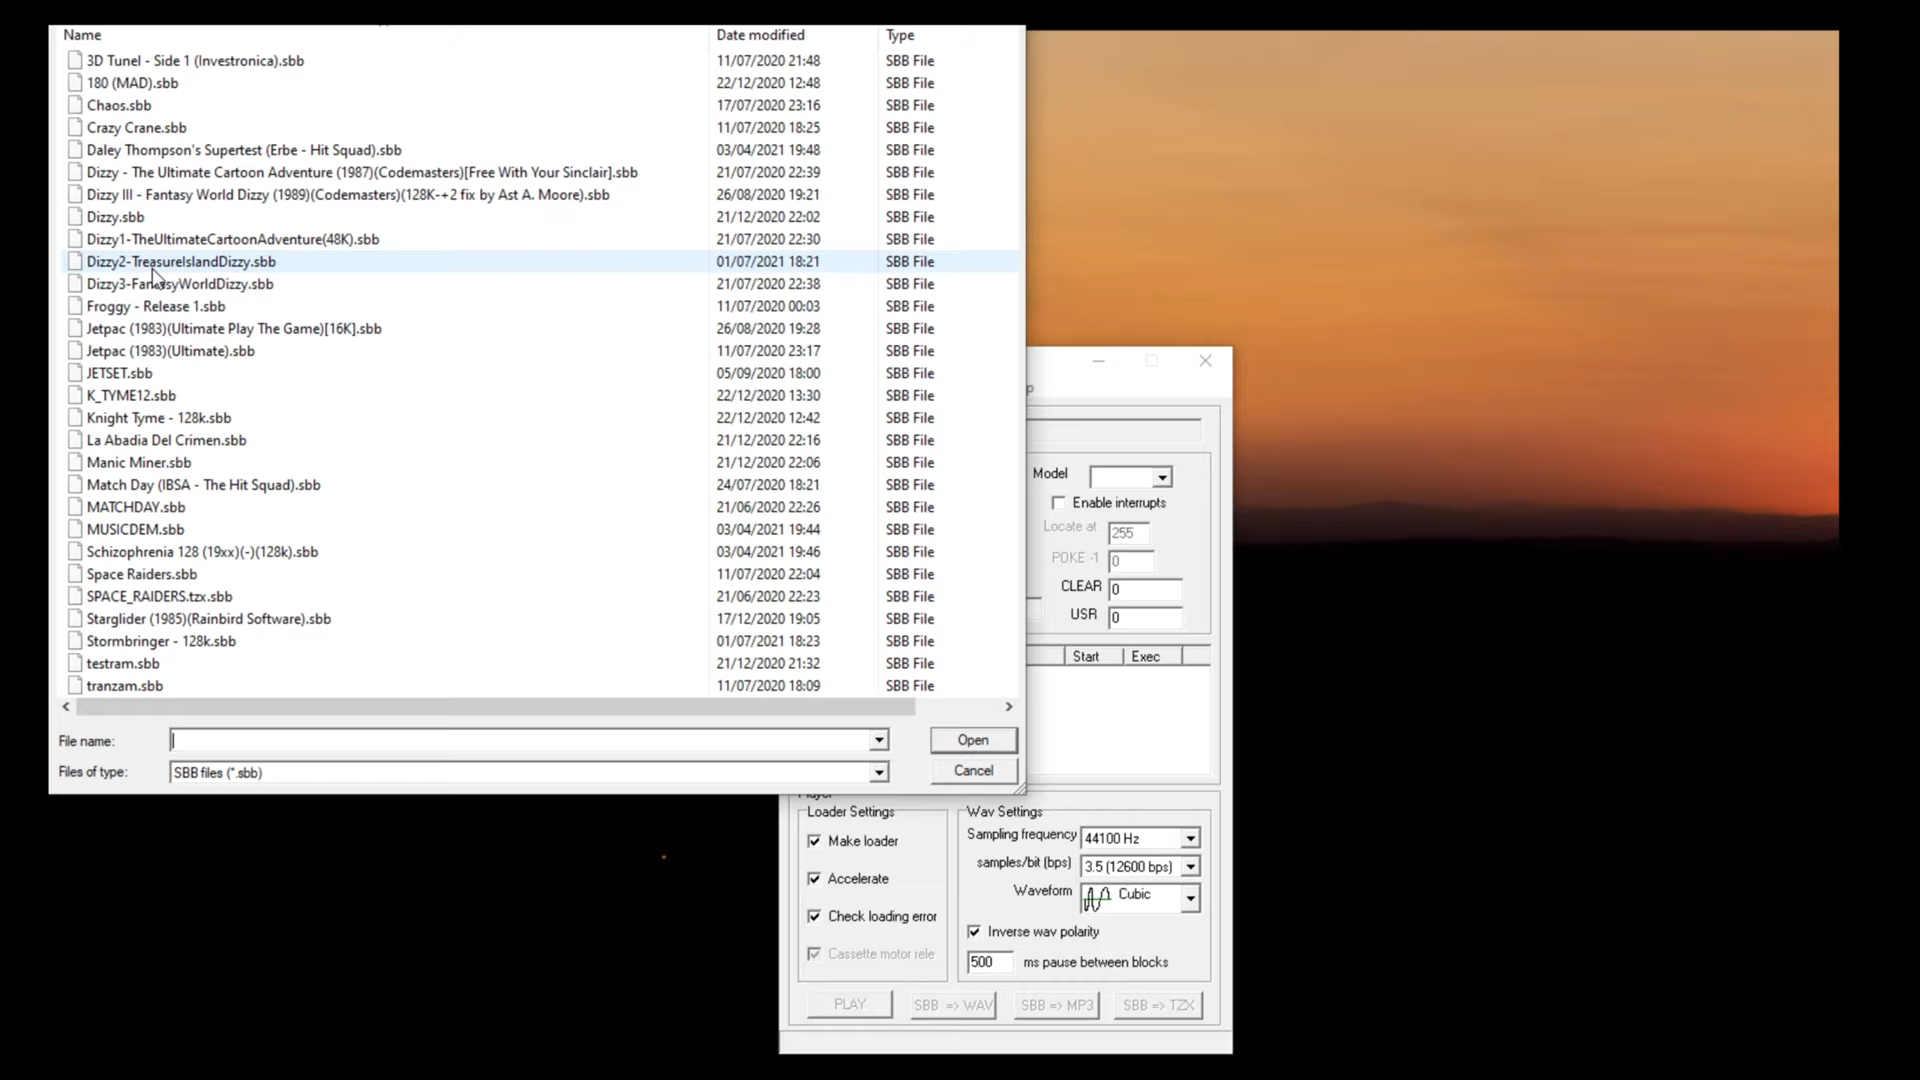 Name Date modified Type
3D Tunel - Side 1 (Investronica).sbb 11/07/2020 21:48 SBB File
180 (MAD).sbb 22/12/2020 12:48 SBB File
Chaos.sbb 17/07/2020 23:16 SBB File
Crazy Crane.sbb 11/07/2020 18:25 SBB File
Daley Thompson's Supertest (Erbe - Hit Squad).sbb 03/04/2021 19:48 SBB File
Dizzy - The Ultimate Cartoon Adventure (1987)(Codemasters)[Free With Your Sinclair].sbb 21/07/2020 22:39 SBB File
Dizzy III - Fantasy World Dizzy (1989)(Codemasters)(128K-+2 fix by Ast A. Moore).sbb 26/08/2020 19:21 SBB File
Dizzy.sbb 21/12/2020 22:02 SBB File
Dizzy1-TheUltimateCartoonAdventure(48K).sbb 21/07/2020 22:30 SBB File
Dizzy2-TreasureIslandDizzy.sbb 01/07/2021 18:21 SBB File
Dizzy3-FantasyWorldDizzy.sbb 21/07/2020 22:38 SBB File
Froggy - Release 1.sbb 11/07/2020 00:03 SBB File
Jetpac (1983)(Ultimate Play The Game)[16K].sbb 26/08/2020 19:28 SBB File
Jetpac (1983)(Ultimate).sbb 11/07/2020 23:17 SBB File
JETSET.sbb 05/09/2020 18:00 SBB File
K_TYME12.sbb 22/12/2020 13:30 SBB File
Knight Tyme - 128k.sbb 22/12/2020 12:42 SBB File
La Abadia Del Crimen.sbb 21/12/2020 22:16 SBB File
Manic Miner.sbb 21/12/2020 22:06 SBB File
Match Day (IBSA - The Hit Squad).sbb 24/07/2020 18:21 SBB File
MATCHDAY.sbb 21/06/2020 22:26 SBB File
MUSICDEM.sbb 03/04/2021 19:44 SBB File
Schizophrenia 128 (19xx)(-)(128k).sbb 03/04/2021 19:46 SBB File
Space Raiders.sbb 11/07/2020 22:04 SBB File
SPACE_RAIDERS.tzx.sbb 21/06/2020 22:23 SBB File
Starglider (1985)(Rainbird Software).sbb 17/12/2020 19:05 SBB File
Stormbringer - 128k.sbb 01/07/2021 18:23 SBB File
testram.sbb 21/12/2020 21:32 SBB File
tranzam.sbb 11/07/2020 18:09 SBB File
File name: Open
Files of type: SBB files (*.sbb) Cancel
Model
Enable interrupts
Locate at 255
POKE -1 0
CLEAR 0
USR 0
Start Exec
Player
Loader Settings
Make loader
Accelerate
Check loading error
Cassette motor rele
Wav Settings
Sampling frequency 44100 Hz
samples/bit (bps) 3.5 (12600 bps)
Waveform Cubic
Inverse wav polarity
500 ms pause between blocks
PLAY SBB => WAV SBB => MP3 SBB => TZX